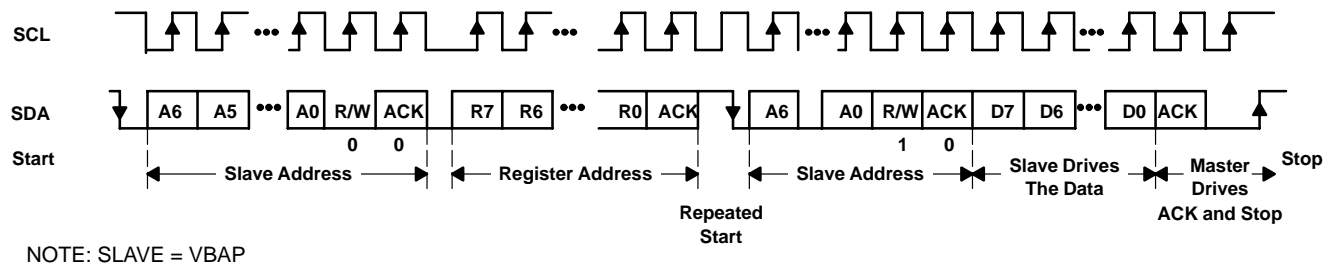 SCL
•••
•••
•••
•••
SDA
A6 A5 ••• A0 R/W ACK R7 R6 ••• R0 ACK A6 A0 R/W ACK D7 D6 ••• D0 ACK
0 0 1 0
Start
Slave Address
Register Address
Slave Address
Slave Drives
The Data
Master
Drives
ACK and Stop
Stop
Repeated
Start
NOTE: SLAVE = VBAP